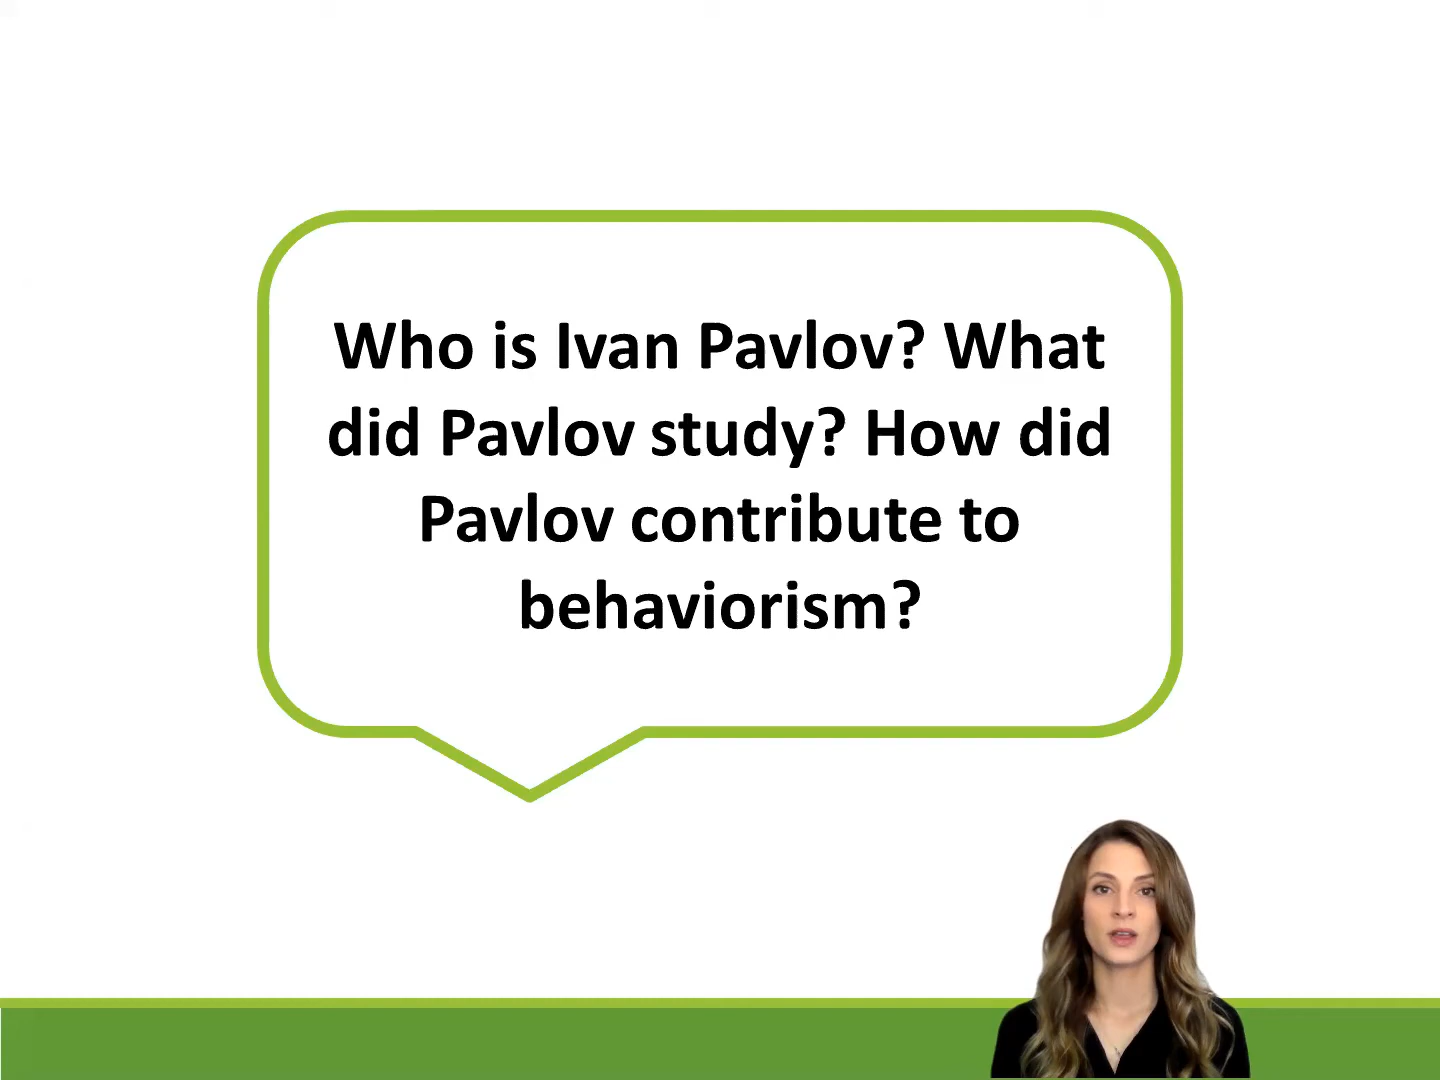 Who is Ivan Pavlov? What
did Pavlov study? How did
Pavlov contribute to
behaviorism?